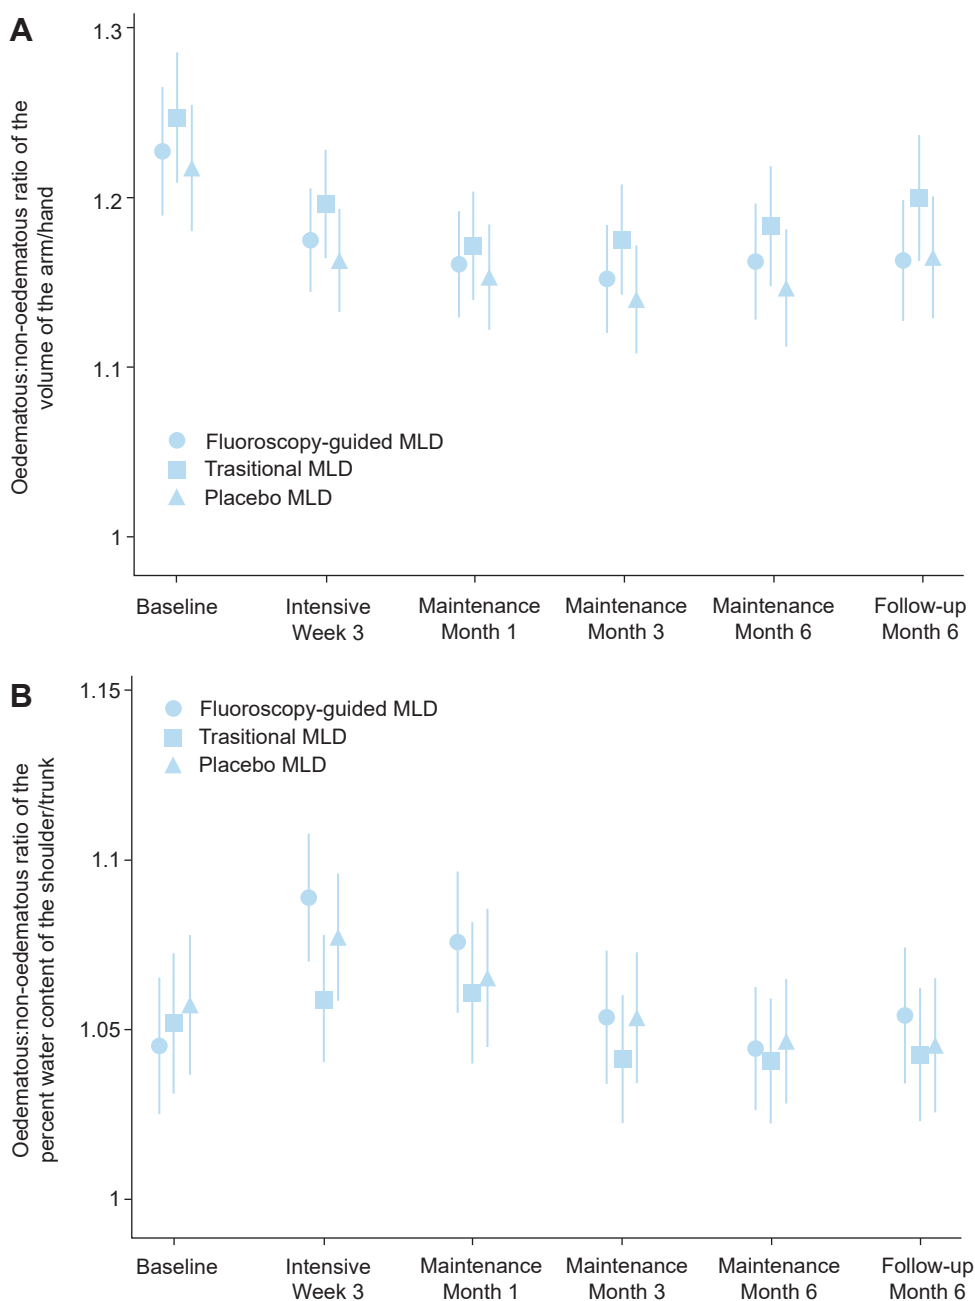 A
Oedematous:non-oedematous ratio of the
volume of the arm/hand
1.3
1.2
1.1
1
Fluoroscopy-guided MLD
Trasitional MLD
Placebo MLD
Baseline
Intensive
Week 3
Maintenance
Month 1
Maintenance
Month 3
Maintenance
Month 6
Follow-up
Month 6
B
Oedematous:non-oedematous ratio of the
percent water content of the shoulder/trunk
1.15
1.1
1.05
1
Fluoroscopy-guided MLD
Trasitional MLD
Placebo MLD
Baseline
Intensive
Week 3
Maintenance
Month 1
Maintenance
Month 3
Maintenance
Month 6
Follow-up
Month 6